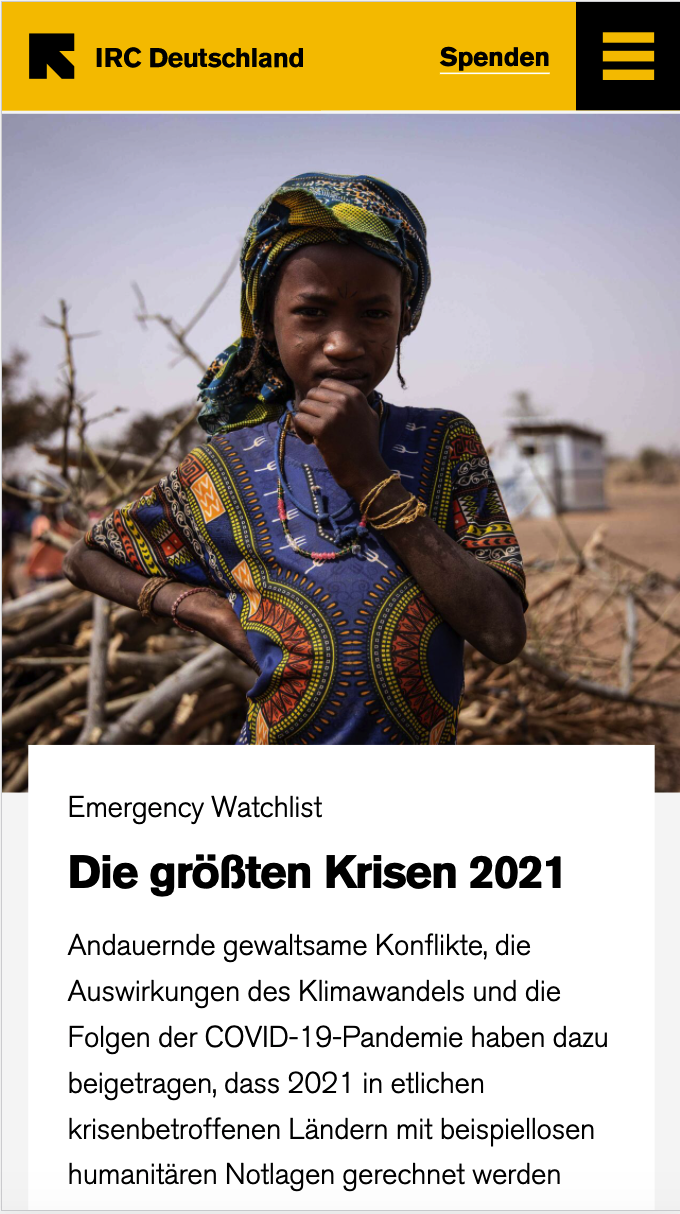 IRC Deutschland
Spenden
Emergency Watchlist
Die größten Krisen 2021
Andauernde gewaltsame Konflikte, die
Auswirkungen des Klimawandels und die
Folgen der COVID-19-Pandemie haben dazu
beigetragen, dass 2021 in etlichen
krisenbetroffenen Ländern mit beispiellosen
humanitären Notlagen gerechnet werden